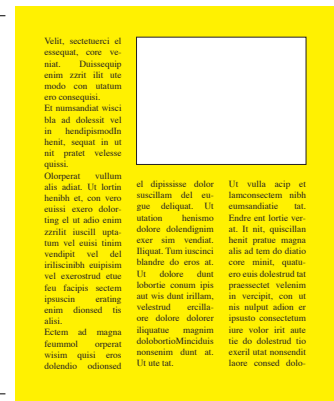 Velit, sectetuerci el
essequat, core ve-
niat. Duissequip
enim zzrit ilit ute
modo con utatum
ero consequisi.
Et numsandiat wisci
bla ad dolessit vel
in hendipismodIn
henit, sequat in ut
nit pratet velesse
quissi.
Olorperat vullum
alis adiat. Ut lortin
henibh et, con vero
euissi exero dolor-
ting el ut adio enim
zzrilit iuscill upta-
tum vel euisi tinim
vendipit vel del
iriliscinibh euipisim
vel exerostrud etue
feu facipis sectem
ipsuscin erating
enim dionsed tis
alisi.
Ectem ad magna
feummol orperat
wisim quisi eros
dolendio odionsed
el dipississe dolor
suscillam del eu-
gue deliquat. Ut
utation henismo
dolore dolendignim
exer sim vendiat.
Iliquat. Tum iuscinci
blandre do eros at.
Ut dolore dunt
lobortie conum ipis
aut wis dunt irillam,
velestrud ercilla-
ore dolore dolorer
iliquatue magnim
dolobortioMinciduis
nonsenim dunt at.
Ut ute tat.
Ut vulla acip et
lamconsectem nibh
eumsandiatie tat.
Endre ent lortie ver-
at. It nit, quiscillan
henit pratue magna
alis ad tem do diatio
core minit, quatu-
ero euis dolestrud tat
praessectet velenim
in vercipit, con ut
nis nulput adion er
ipsusto consectetum
iure volor irit aute
tie do dolestrud tio
exeril utat nonsendit
laore consed dolo-